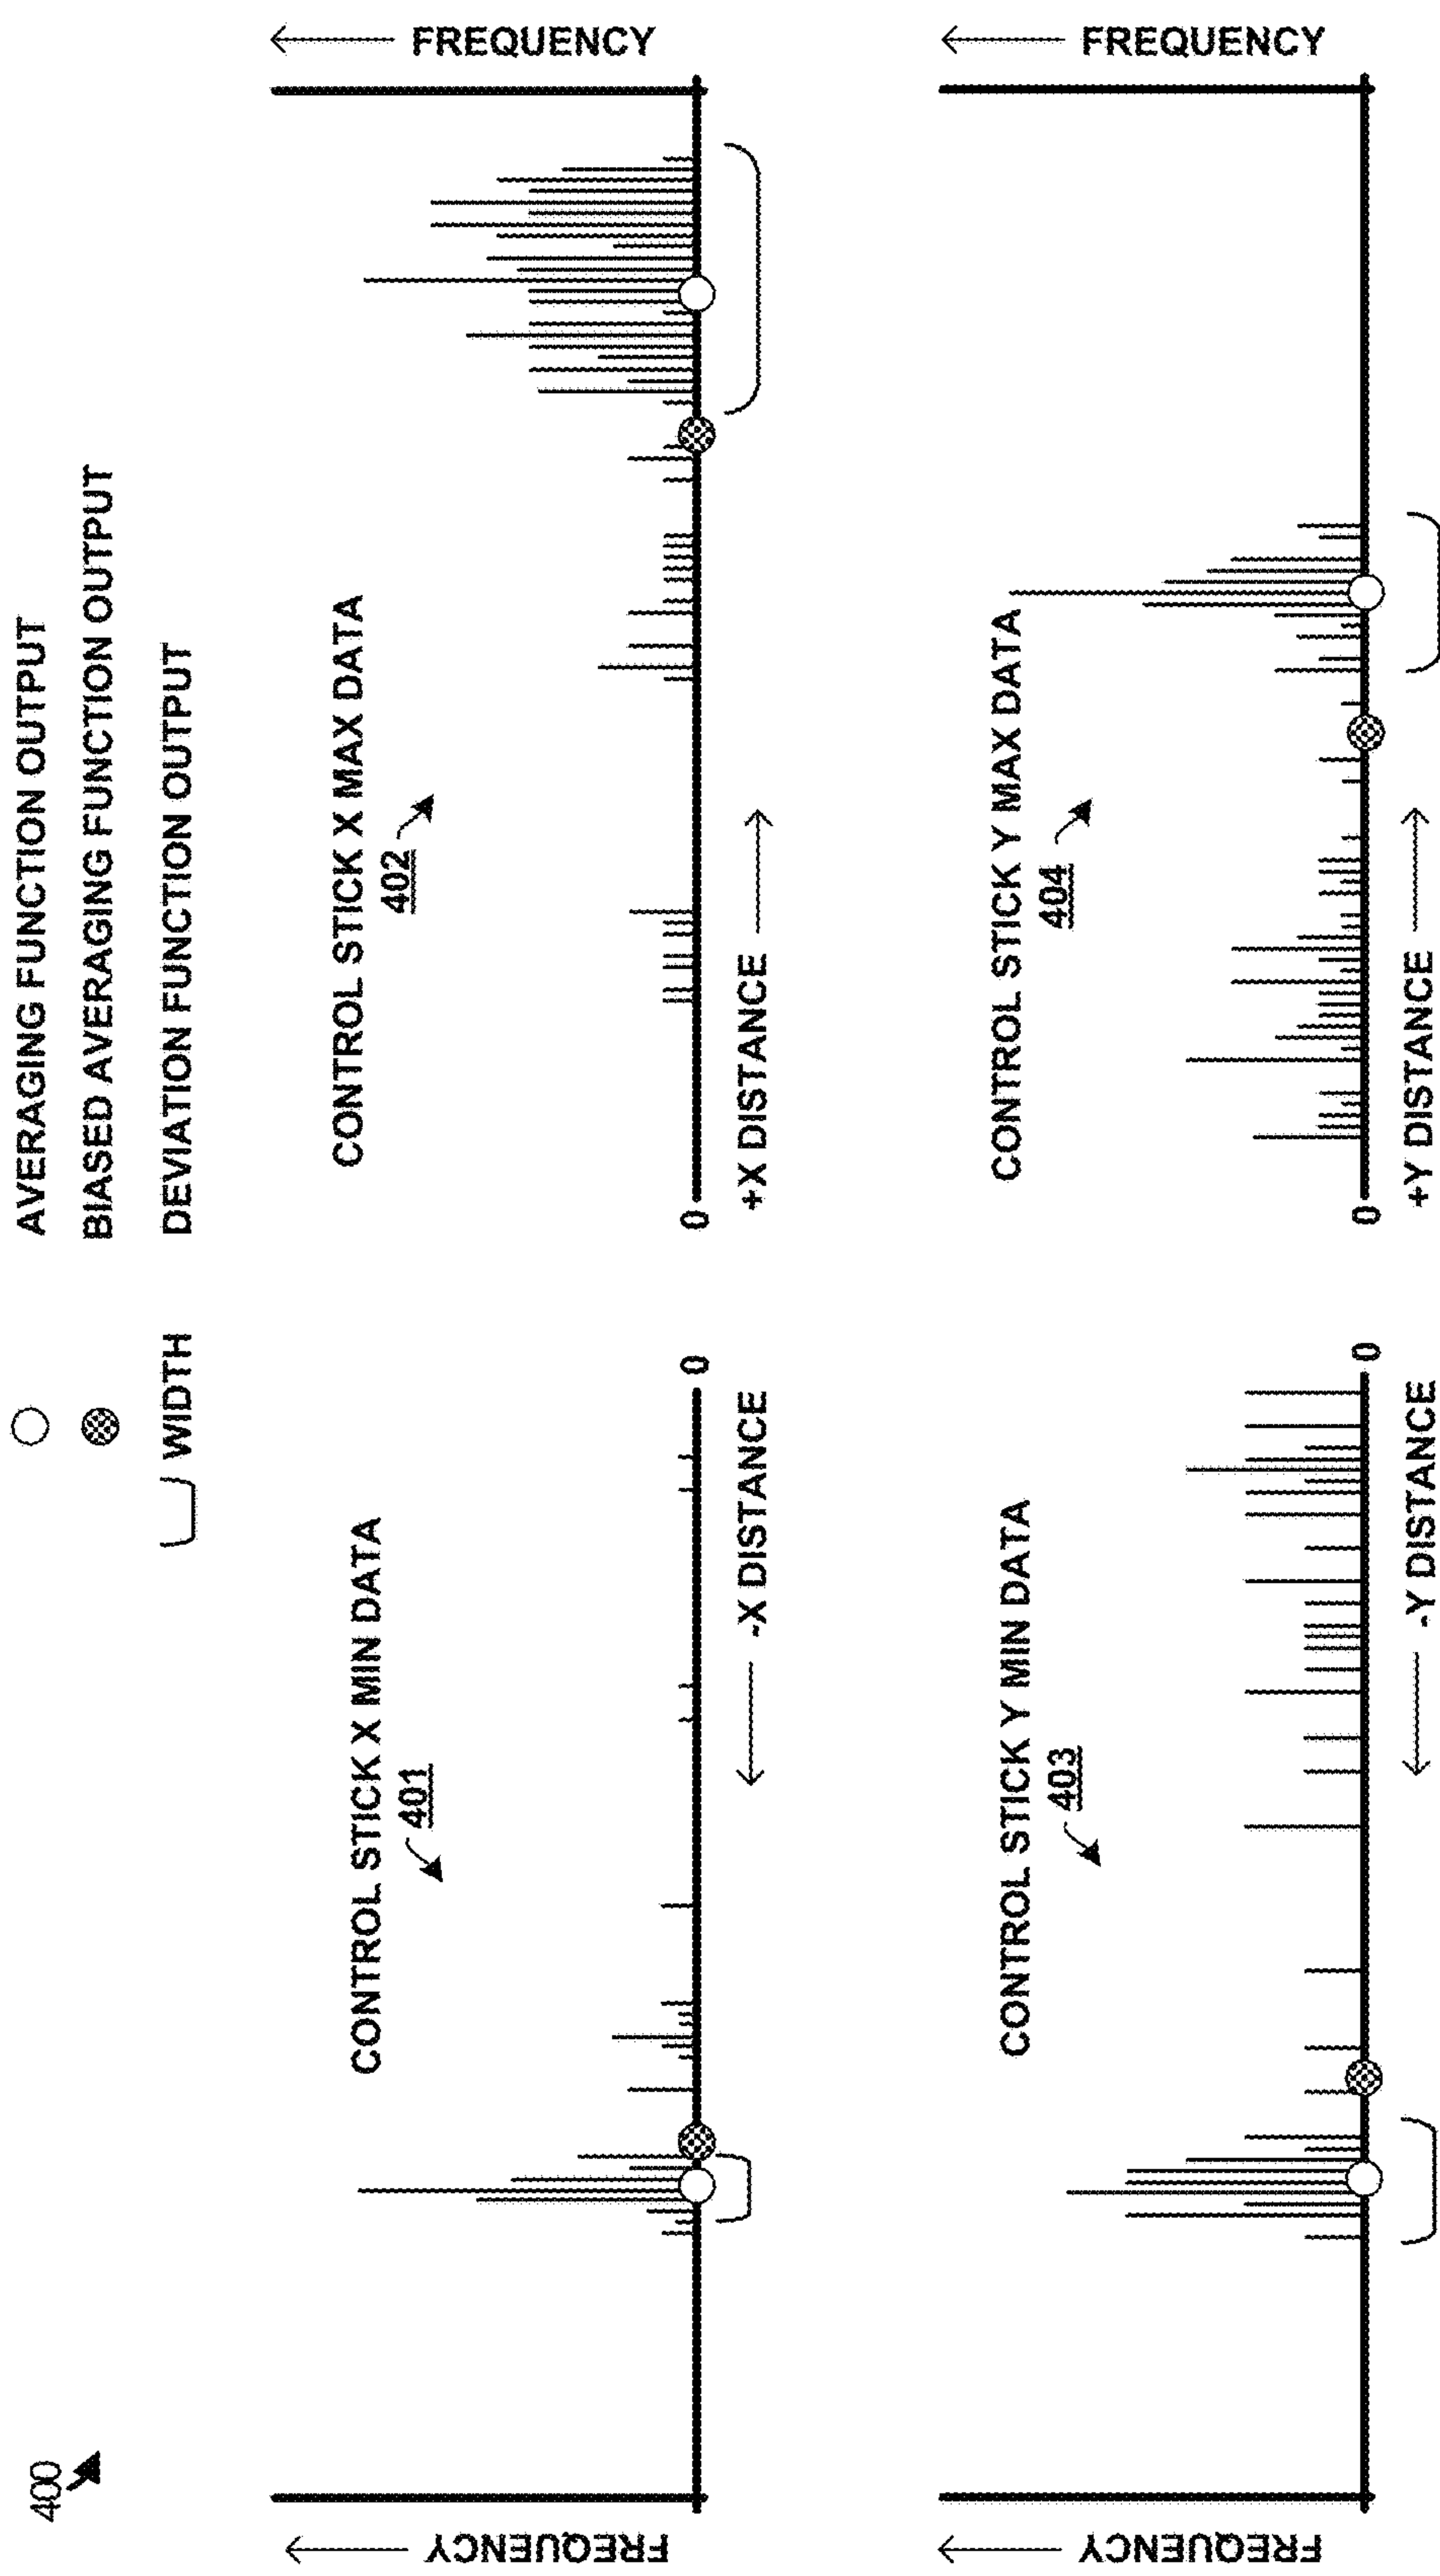 400
AVERAGING FUNCTION OUTPUT
BIASED AVERAGING FUNCTION OUTPUT
WIDTH DEVIATION FUNCTION OUTPUT
CONTROL STICK X MIN DATA
401
FREQUENCY
0
-X DISTANCE
CONTROL STICK X MAX DATA
402
FREQUENCY
0
+X DISTANCE
CONTROL STICK Y MIN DATA
403
FREQUENCY
0
-Y DISTANCE
CONTROL STICK Y MAX DATA
404
FREQUENCY
0
+Y DISTANCE